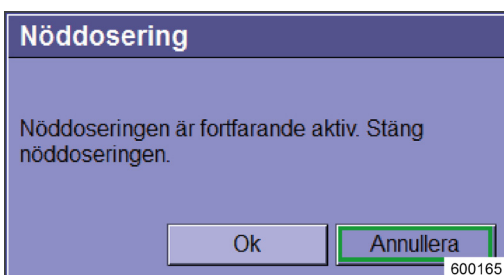 Nöddosering
Nöddoseringen är fortfarande aktiv. Stäng
nöddoseringen.
Ok
Annullera
600165